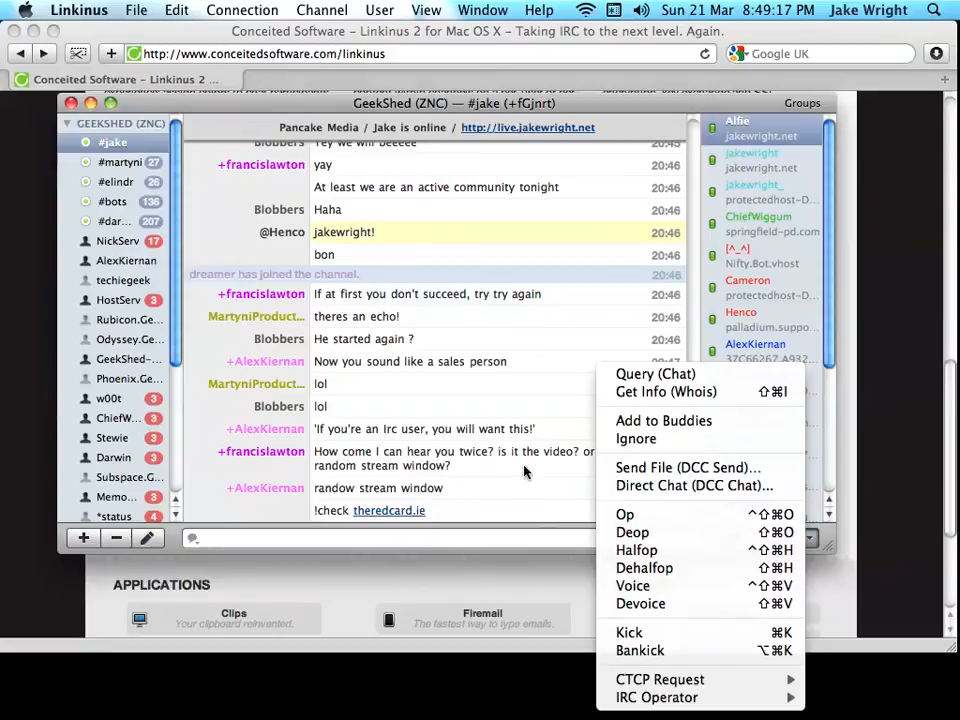 Linkinus File Edit View Connection Channel User Window Help Sun 21 Mar 8:49:17 PM Jake Wright
Conceited Software – Linkinus 2 for Mac OS X – Taking IRC to the next level. Again.
http://www.conceitedsoftware.com/linkinus
Google UK
Conceited Software – Linkinus 2 ...
GeekShed (ZNC) — #jake (+fGjnrt)
Groups
GEEKSHED (ZNC)
#jake
#martyni 27
#elindr 26
#bots 136
#dar... 207
NickServ 17
AlexKiernan
techiegeek
HostServ 3
Rubicon.Ge...
Odyssey.Ge...
GeekShed-...
Phoenix.Ge...
w00t 3
ChiefW... 3
Stewie 3
Darwin 3
Subspace.G...
Memo... 3
*status 4
Pancake Media / Jake is online / http://live.jakewright.net
Blobbers Yey we will beeeee 20:45
+francislawton yay 20:46
At least we are an active community tonight 20:46
Blobbers Haha 20:46
@Henco jakewright! 20:46
bon 20:46
dreamer has joined the channel. 20:46
+francislawton If at first you don't succeed, try try again 20:46
MartyniProduct... theres an echo! 20:46
Blobbers He started again ? 20:46
+AlexKiernan Now you sound like a sales person
MartyniProduct... lol
Blobbers lol
+AlexKiernan 'If you're an Irc user, you will want this!'
+francislawton How come I can hear you twice? is it the video? or
random stream window?
+AlexKiernan randow stream window
!check theredcard.ie
Alfie
jakewright.net
jakewright
jakewright.net
jakewright_
protectedhost-D...
ChiefWiggum
springfield-pd.com
[^_^]
Nifty.Bot.vhost
Cameron
protectedhost-D...
Henco
palladium.suppo...
AlexKiernan
37C66267.A932...
Query (Chat)
Get Info (Whois) ⇧⌘I
Add to Buddies
Ignore
Send File (DCC Send)...
Direct Chat (DCC Chat)...
Op ^⇧⌘O
Deop ⇧⌘O
Halfop ^⇧⌘H
Dehalfop ⇧⌘H
Voice ^⇧⌘V
Devoice ⇧⌘V
Kick ⌘K
Bankick ⌥⌘K
CTCP Request
IRC Operator
APPLICATIONS
Clips
Your clipboard reinvented.
Firemail
The fastest way to type emails.